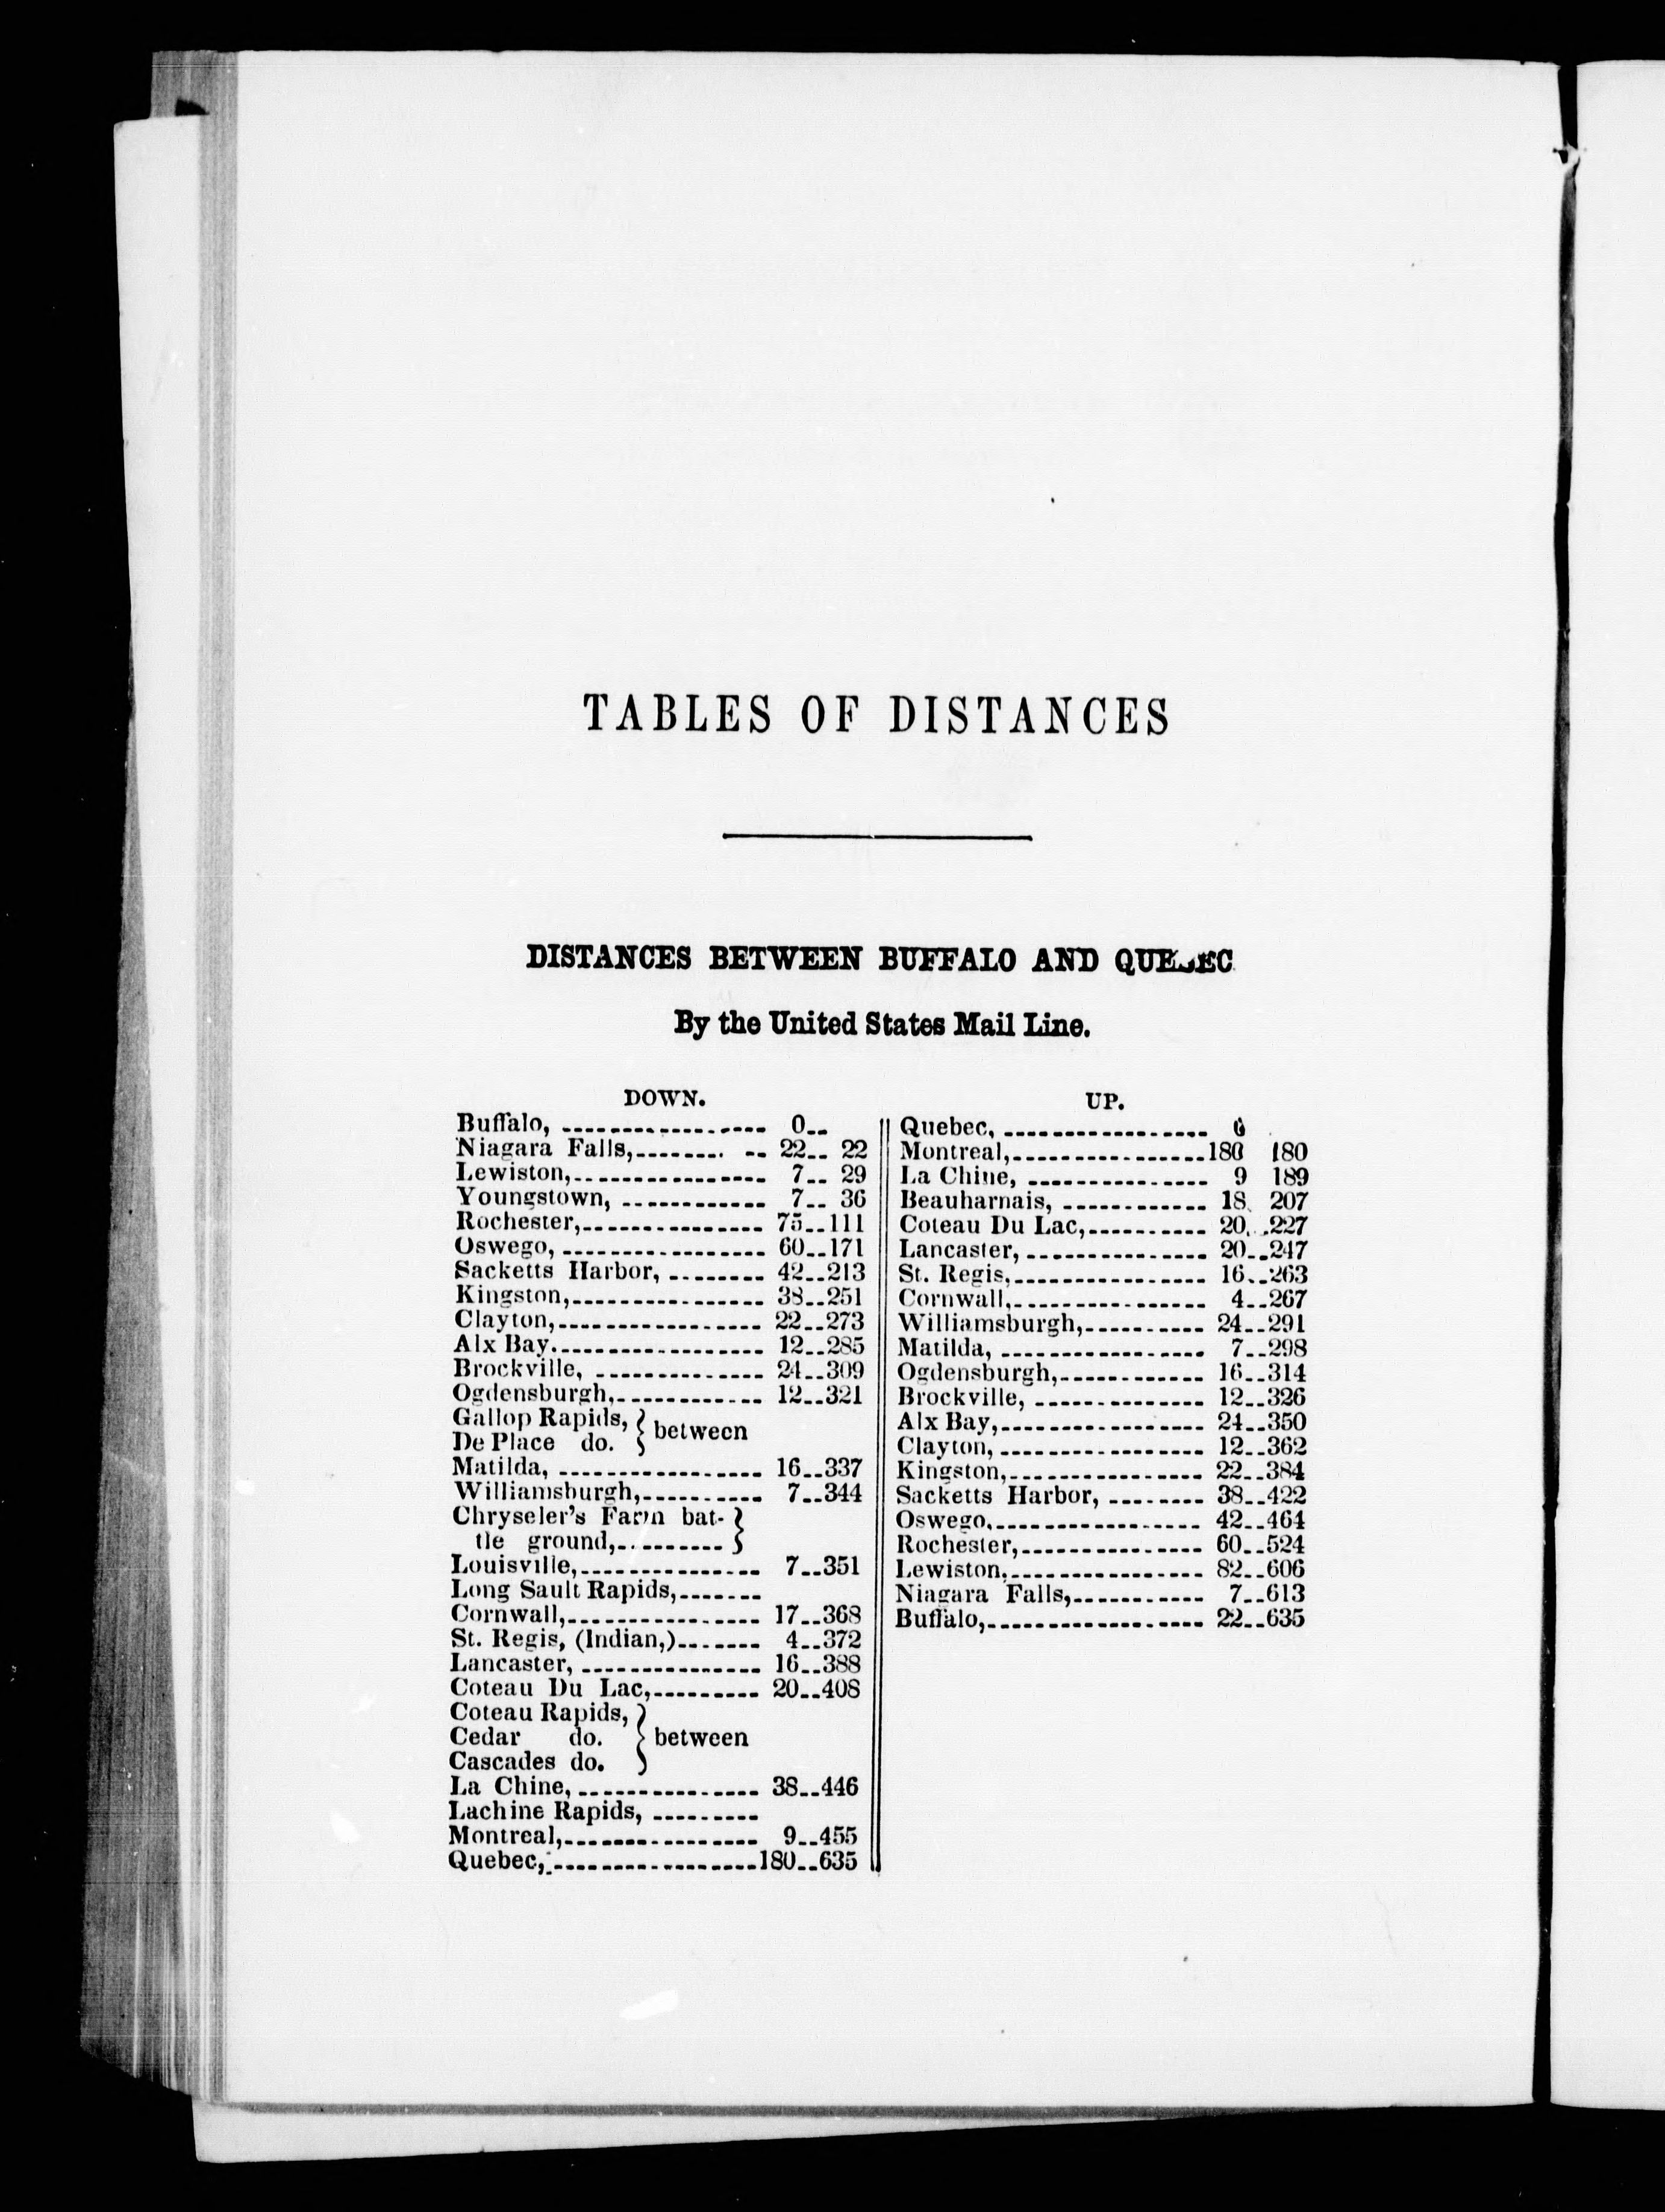 TABLES OF DISTANCES
DISTANCES BETWEEN BUFFALO AND QUEBEC
By the United States Mail Line.
DOWN.
Buffalo, 0..
Niagara Falls, 22.. 22
Lewiston, 7.. 29
Youngstown, 7.. 36
Rochester, 75..111
Oswego, 60..171
Sacketts Harbor, 42..213
Kingston, 38..251
Clayton, 22..273
Alx Bay. 12..285
Brockville, 24..309
Ogdensburgh, 12..321
Gallop Rapids, } between
De Place do.
Matilda, 16..337
Williamsburgh, 7..344
Chryseler's Farm bat- }
tle ground,
Louisville, 7..351
Long Sault Rapids,
Cornwall, 17..368
St. Regis, (Indian,) 4..372
Lancaster, 16..388
Coteau Du Lac, 20..408
Coteau Rapids,
Cedar do. } between
Cascades do.
La Chine, 38..446
Lachine Rapids,
Montreal, 9..455
Quebec, 180..635
UP.
Quebec, 0
Montreal, 180 180
La Chine, 9 189
Beauharnais, 18 207
Coteau Du Lac, 20..227
Lancaster, 20..247
St. Regis, 16..263
Cornwall, 4..267
Williamsburgh, 24..291
Matilda, 7..298
Ogdensburgh, 16..314
Brockville, 12..326
Alx Bay, 24..350
Clayton, 12..362
Kingston, 22..384
Sacketts Harbor, 38..422
Oswego, 42..464
Rochester, 60..524
Lewiston, 82..606
Niagara Falls, 7..613
Buffalo, 22..635